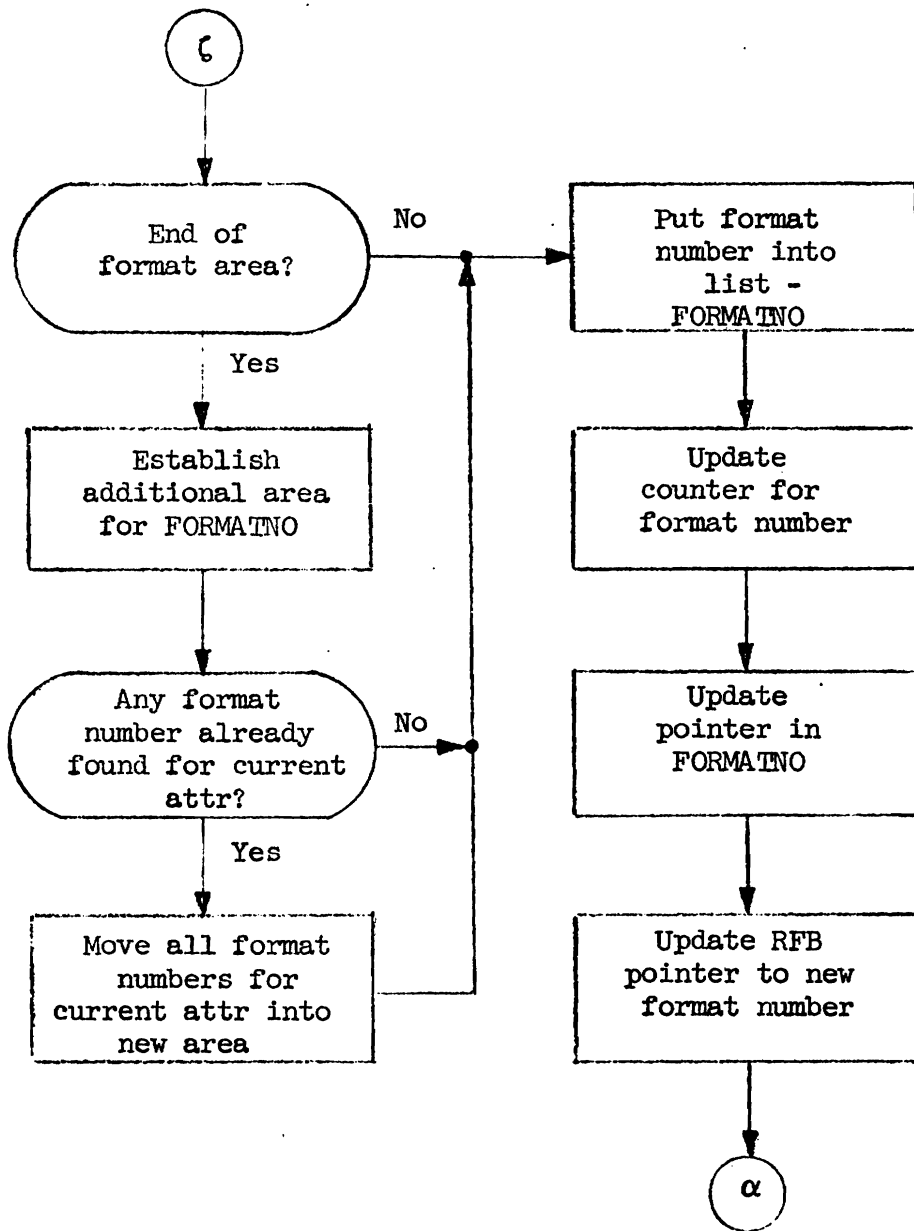 ζ
End of
format area?
No
Yes
Establish
additional area
for FORMATNO
Any format
number already
found for current
attr?
No
Yes
Move all format
numbers for
current attr into
new area
Put format
number into
list -
FORMATNO
Update
counter for
format number
Update
pointer in
FORMATNO
Update RFB
pointer to new
format number
α